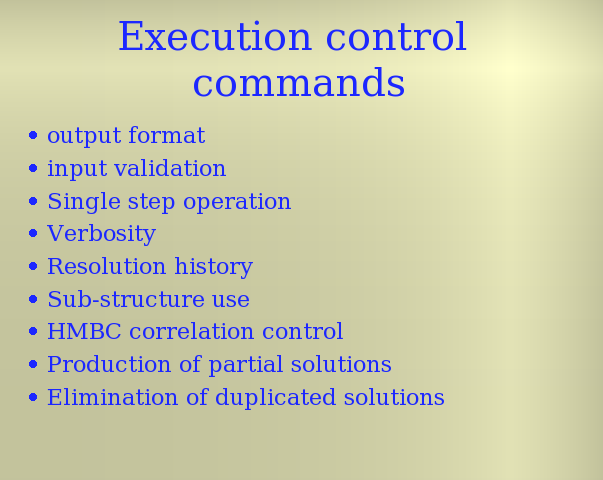 Execution control
commands
• output format
• input validation
• Single step operation
• Verbosity
• Resolution history
• Sub-structure use
• HMBC correlation control
• Production of partial solutions
• Elimination of duplicated solutions